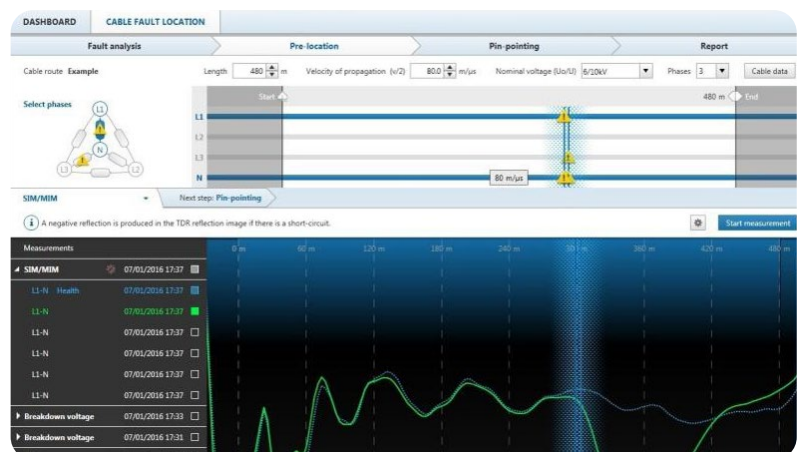 DASHBOARD CABLE FAULT LOCATION
Fault analysis Pre-location Pin-pointing Report
Cable route Example Length 480 m Velocity of propagation (v/2) 80.0 m/µs Nominal voltage (Uo/U) 6/10kV Phases 3 Cable data
Select phases
Start 480 m End
L1
L1
L2
N
L3
L3 L2
N 80 m/µs
SIM/MIM Next step: Pin-pointing
A negative reflection is produced in the TDR reflection image if there is a short-circuit. Start measurement
Measurements 0 m 60 m 120 m 180 m 240 m 300 m 360 m 420 m 480 m
SIM/MIM 07/01/2016 17:37
L1-N Health 07/01/2016 17:37
L1-N 07/01/2016 17:37
L1-N 07/01/2016 17:37
L1-N 07/01/2016 17:37
L1-N 07/01/2016 17:37
L1-N 07/01/2016 17:37
Breakdown voltage 07/01/2016 17:33
Breakdown voltage 07/01/2016 17:31